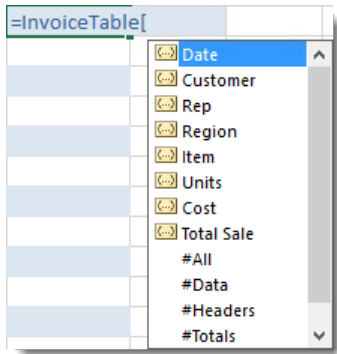 =InvoiceTable[
Date
Customer
Rep
Region
Item
Units
Cost
Total Sale
#All
#Data
#Headers
#Totals